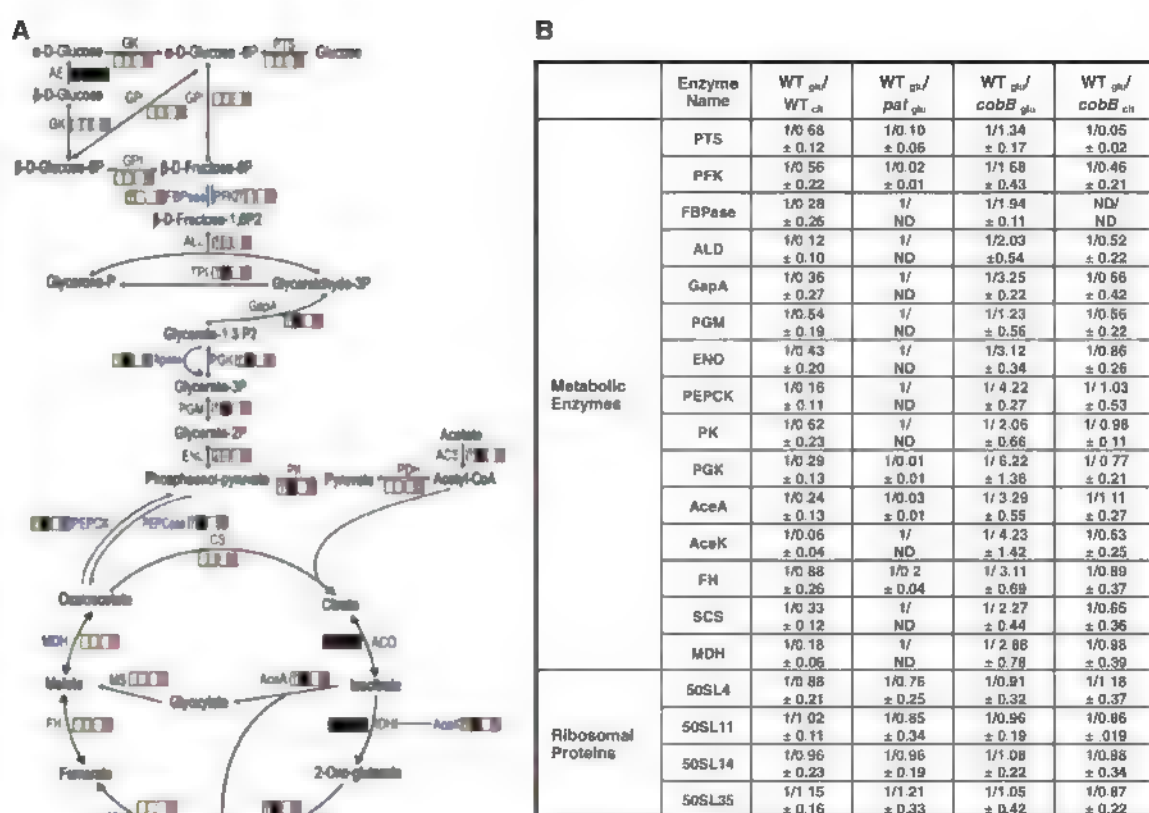 A
α-D-Glucose GK α-D-Glucose -6P PTS Glucose
AE
β-D-Glucose
GPI GPI
GK
β-D-Glucose-6P GPI β-D-Fructose-6P
FBPase PFK
β-D-Fructose-1,6P2
ALD
TPI
Glycerone-P Glyceraldehyde-3P
GapA
Glycerate-1,3 P2
PGK
Glycerate-3P
PGM
Glycerate-2P
ENO
Acetate
ACS
Phosphoenol-pyruvate PK Pyruvate PDH Acetyl-CoA
PEPCK PEPCase
CS
Oxaloacetate Citrate
MDH ACO
Malate MS AceA Isocitrate
Glyoxylate
FH IDH AceK
Fumarate 2-Oxo-glutarate
B
Enzyme Name WT glu/ WT cit WT glu/ pat glu WT glu/ cobB glu WT glu/ cobB cit
Metabolic Enzymes
PTS 1/0.68 ± 0.12 1/0.10 ± 0.06 1/1.34 ± 0.17 1/0.05 ± 0.02
PFK 1/0.56 ± 0.22 1/0.02 ± 0.01 1/1.68 ± 0.43 1/0.46 ± 0.21
FBPase 1/0.28 ± 0.26 1/ ND 1/1.94 ± 0.11 ND/ ND
ALD 1/0.12 ± 0.10 1/ ND 1/2.03 ±0.54 1/0.52 ± 0.22
GapA 1/0.36 ± 0.27 1/ ND 1/3.25 ± 0.22 1/0.66 ± 0.42
PGM 1/0.54 ± 0.19 1/ ND 1/1.23 ± 0.56 1/0.56 ± 0.22
ENO 1/0.43 ± 0.20 1/ ND 1/3.12 ± 0.34 1/0.86 ± 0.26
PEPCK 1/0.16 ± 0.11 1/ ND 1/ 4.22 ± 0.27 1/ 1.03 ± 0.53
PK 1/0.62 ± 0.23 1/ ND 1/ 2.06 ± 0.66 1/ 0.98 ± 0.11
PGK 1/0.29 ± 0.13 1/0.01 ± 0.01 1/ 6.22 ± 1.36 1/ 0.77 ± 0.21
AceA 1/0.24 ± 0.13 1/0.03 ± 0.01 1/ 3.29 ± 0.55 1/1.11 ± 0.27
AceK 1/0.06 ± 0.04 1/ ND 1/ 4.23 ± 1.42 1/0.63 ± 0.25
FH 1/0.88 ± 0.26 1/0.2 ± 0.04 1/ 3.11 ± 0.69 1/0.89 ± 0.37
SCS 1/0.33 ± 0.12 1/ ND 1/ 2.27 ± 0.44 1/0.65 ± 0.36
MDH 1/0.18 ± 0.06 1/ ND 1/ 2.88 ± 0.78 1/0.98 ± 0.39
Ribosomal Proteins
50SL4 1/0.88 ± 0.21 1/0.76 ± 0.25 1/0.91 ± 0.32 1/1.18 ± 0.37
50SL11 1/1.02 ± 0.11 1/0.85 ± 0.34 1/0.96 ± 0.19 1/0.86 ± .019
50SL14 1/0.96 ± 0.23 1/0.96 ± 0.19 1/1.08 ± 0.22 1/0.98 ± 0.34
50SL35 1/1.15 ± 0.16 1/1.21 ± 0.33 1/1.05 ± 0.42 1/0.87 ± 0.22